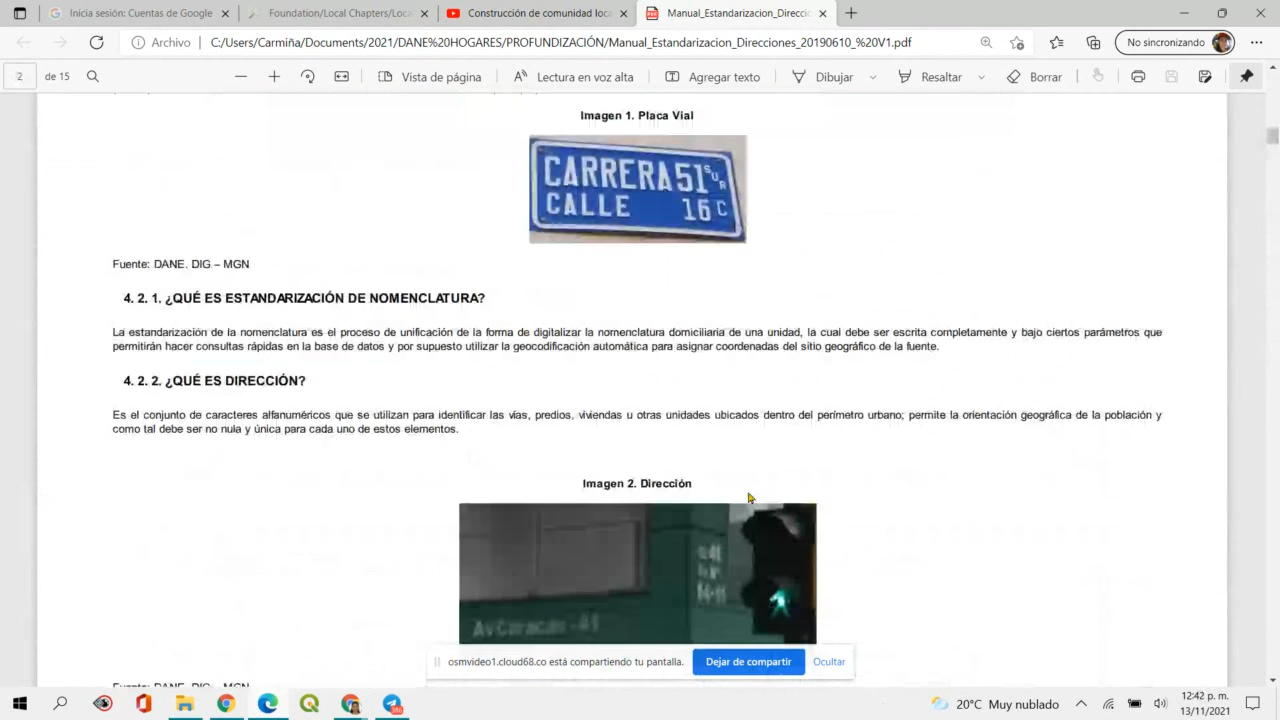 Inicia sesión: Cuentas de Google
Foundation/Local Chapters/Loca
Construcción de comunidad loca
Manual_Estandarizacion_Direccio
Archivo
C:/Users/Carmiña/Documents/2021/DANE%20HOGARES/PROFUNDIZACIÓN/Manual_Estandarizacion_Direcciones_20190610_%20V1.pdf
No sincronizando
2 de 15
Vista de página
Lectura en voz alta
Agregar texto
Dibujar
Resaltar
Borrar
Imagen 1. Placa Vial
CARRERA 51 SUR
CALLE 16 C
Fuente: DANE. DIG – MGN
4. 2. 1. ¿QUÉ ES ESTANDARIZACIÓN DE NOMENCLATURA?
La estandarización de la nomenclatura es el proceso de unificación de la forma de digitalizar la nomenclatura domiciliaria de una unidad, la cual debe ser escrita completamente y bajo ciertos parámetros que
permitirán hacer consultas rápidas en la base de datos y por supuesto utilizar la geocodificación automática para asignar coordenadas del sitio geográfico de la fuente.
4. 2. 2. ¿QUÉ ES DIRECCIÓN?
Es el conjunto de caracteres alfanuméricos que se utilizan para identificar las vías, predios, viviendas u otras unidades ubicados dentro del perímetro urbano; permite la orientación geográfica de la población y
como tal debe ser no nula y única para cada uno de estos elementos.
Imagen 2. Dirección
Av Caracas
osmvideo1.cloud68.co está compartiendo tu pantalla.
Dejar de compartir
Ocultar
20°C Muy nublado
12:42 p. m.
13/11/2021